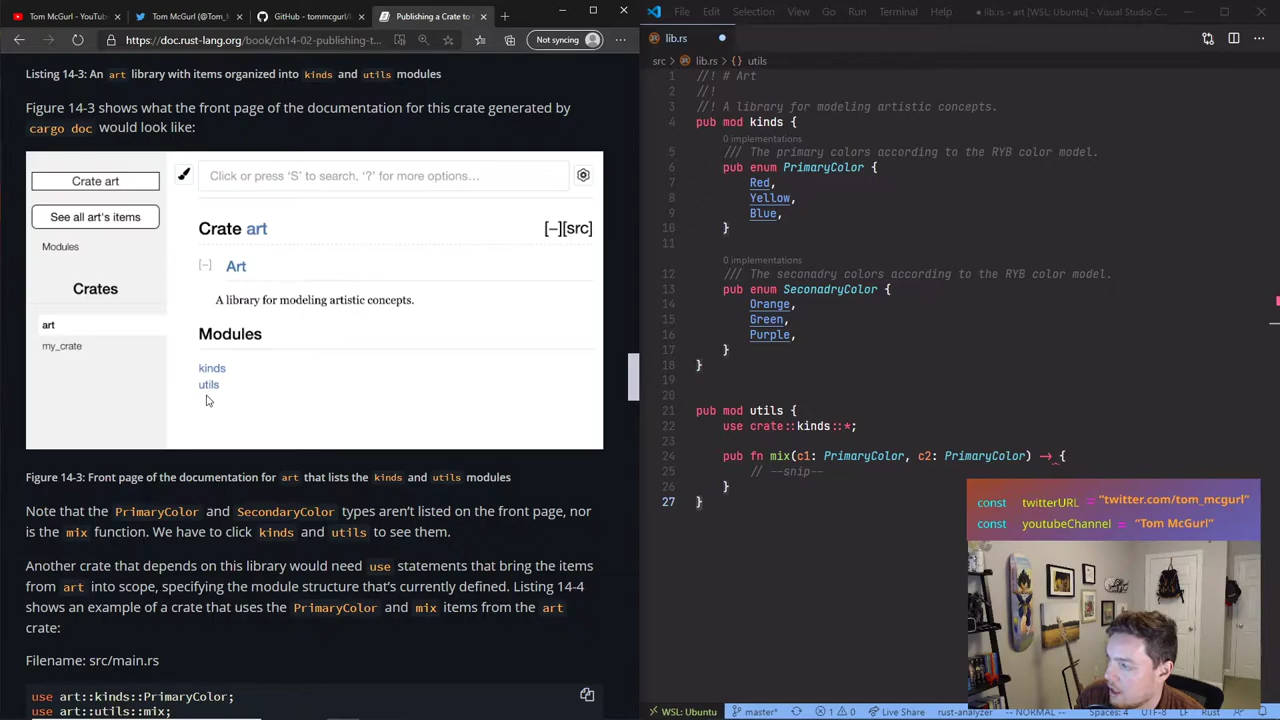 Tom McGurl - YouTube
Tom McGurl (@Tom_
GitHub - tommcgurl/
Publishing a Crate to
https://doc.rust-lang.org/book/ch14-02-publishing-t...
Not syncing
Listing 14-3: An art library with items organized into kinds and utils modules
Figure 14-3 shows what the front page of the documentation for this crate generated by
cargo doc would look like:
Crate art
See all art's items
Modules
Crates
art
my_crate
Click or press ‘S’ to search, ‘?’ for more options…
Crate art
[−][src]
[-] Art
A library for modeling artistic concepts.
Modules
kinds
utils
Figure 14-3: Front page of the documentation for art that lists the kinds and utils modules
Note that the PrimaryColor and SecondaryColor types aren’t listed on the front page, nor
is the mix function. We have to click kinds and utils to see them.
Another crate that depends on this library would need use statements that bring the items
from art into scope, specifying the module structure that’s currently defined. Listing 14-4
shows an example of a crate that uses the PrimaryColor and mix items from the art
crate:
Filename: src/main.rs
use art::kinds::PrimaryColor;
use art::utils::mix;
File Edit Selection View Go Run Terminal Help
• lib.rs - art [WSL: Ubuntu] - Visual Studio C...
lib.rs
src > lib.rs > {} utils
1 //! # Art
2 //!
3 //! A library for modeling artistic concepts.
4 pub mod kinds {
0 implementations
5 /// The primary colors according to the RYB color model.
6 pub enum PrimaryColor {
7 Red,
8 Yellow,
9 Blue,
10 }
11
0 implementations
12 /// The seconadry colors according to the RYB color model.
13 pub enum SeconadryColor {
14 Orange,
15 Green,
16 Purple,
17 }
18 }
19
20
21 pub mod utils {
22 use crate::kinds::*;
23
24 pub fn mix(c1: PrimaryColor, c2: PrimaryColor) -> {
25 // --snip--
26 }
27 }
const twitterURL = “twitter.com/tom_mcgurl”
const youtubeChannel = “Tom McGurl”
WSL: Ubuntu master* 1 0 Live Share rust-analyzer -- NORMAL -- Spaces: 4 UTF-8 LF Rust